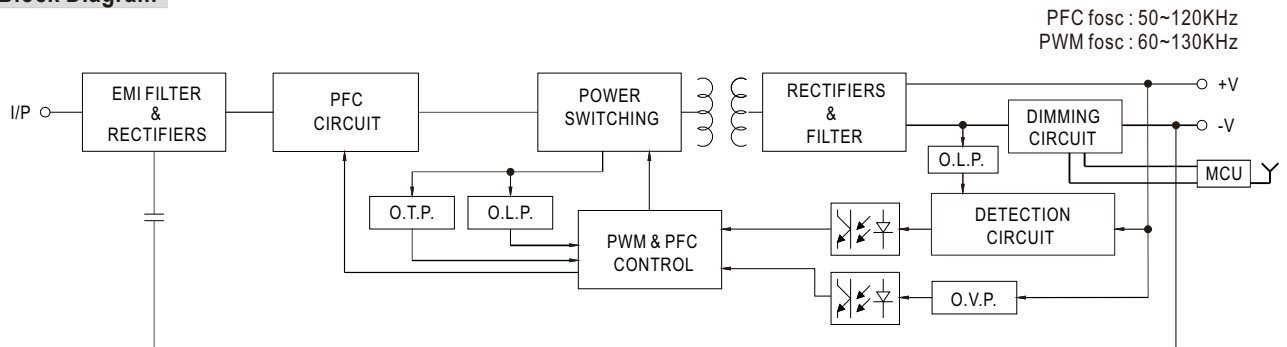 Block Diagram
PFC fosc : 50~120KHz
PWM fosc : 60~130KHz
I/P
EMI FILTER
&
RECTIFIERS
PFC
CIRCUIT
POWER
SWITCHING
RECTIFIERS
&
FILTER
+V
DIMMING
CIRCUIT
-V
O.L.P.
MCU
O.T.P.
O.L.P.
PWM & PFC
CONTROL
DETECTION
CIRCUIT
O.V.P.